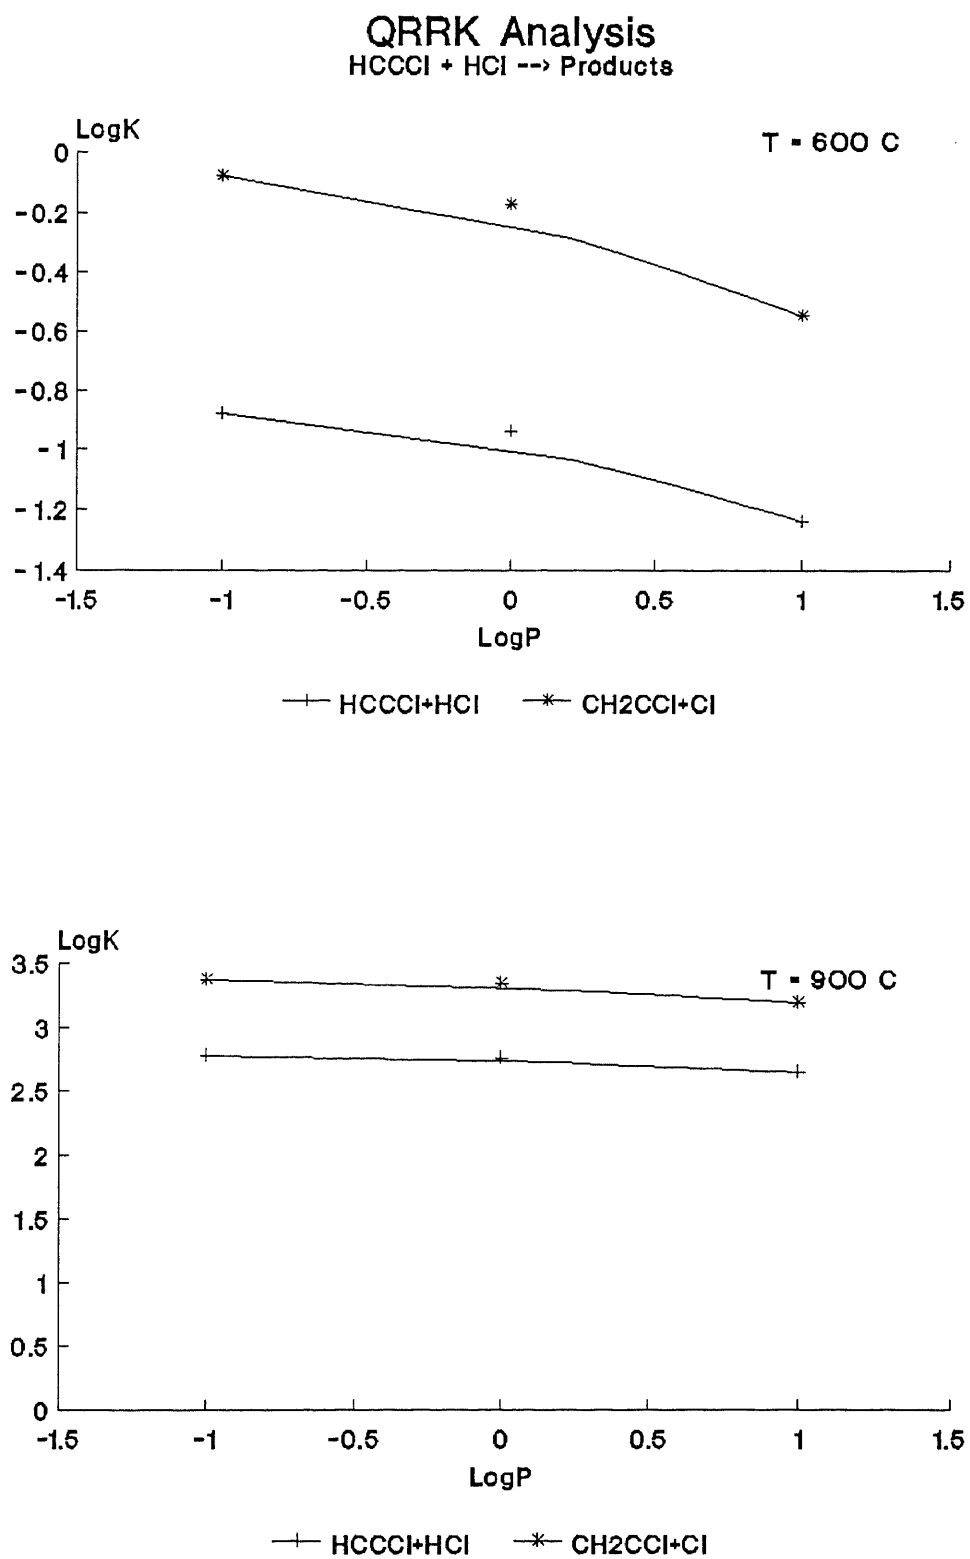 QRRK Analysis
HCCCl + HCl --> Products
LogK
T = 600 C
0
-0.2
-0.4
-0.6
-0.8
-1
-1.2
-1.4
-1.5 -1 -0.5 0 0.5 1 1.5
LogP
HCCCl+HCl CH2CCl+Cl
LogK
T = 900 C
3.5
3
2.5
2
1.5
1
0.5
0
-1.5 -1 -0.5 0 0.5 1 1.5
LogP
HCCCl+HCl CH2CCl+Cl